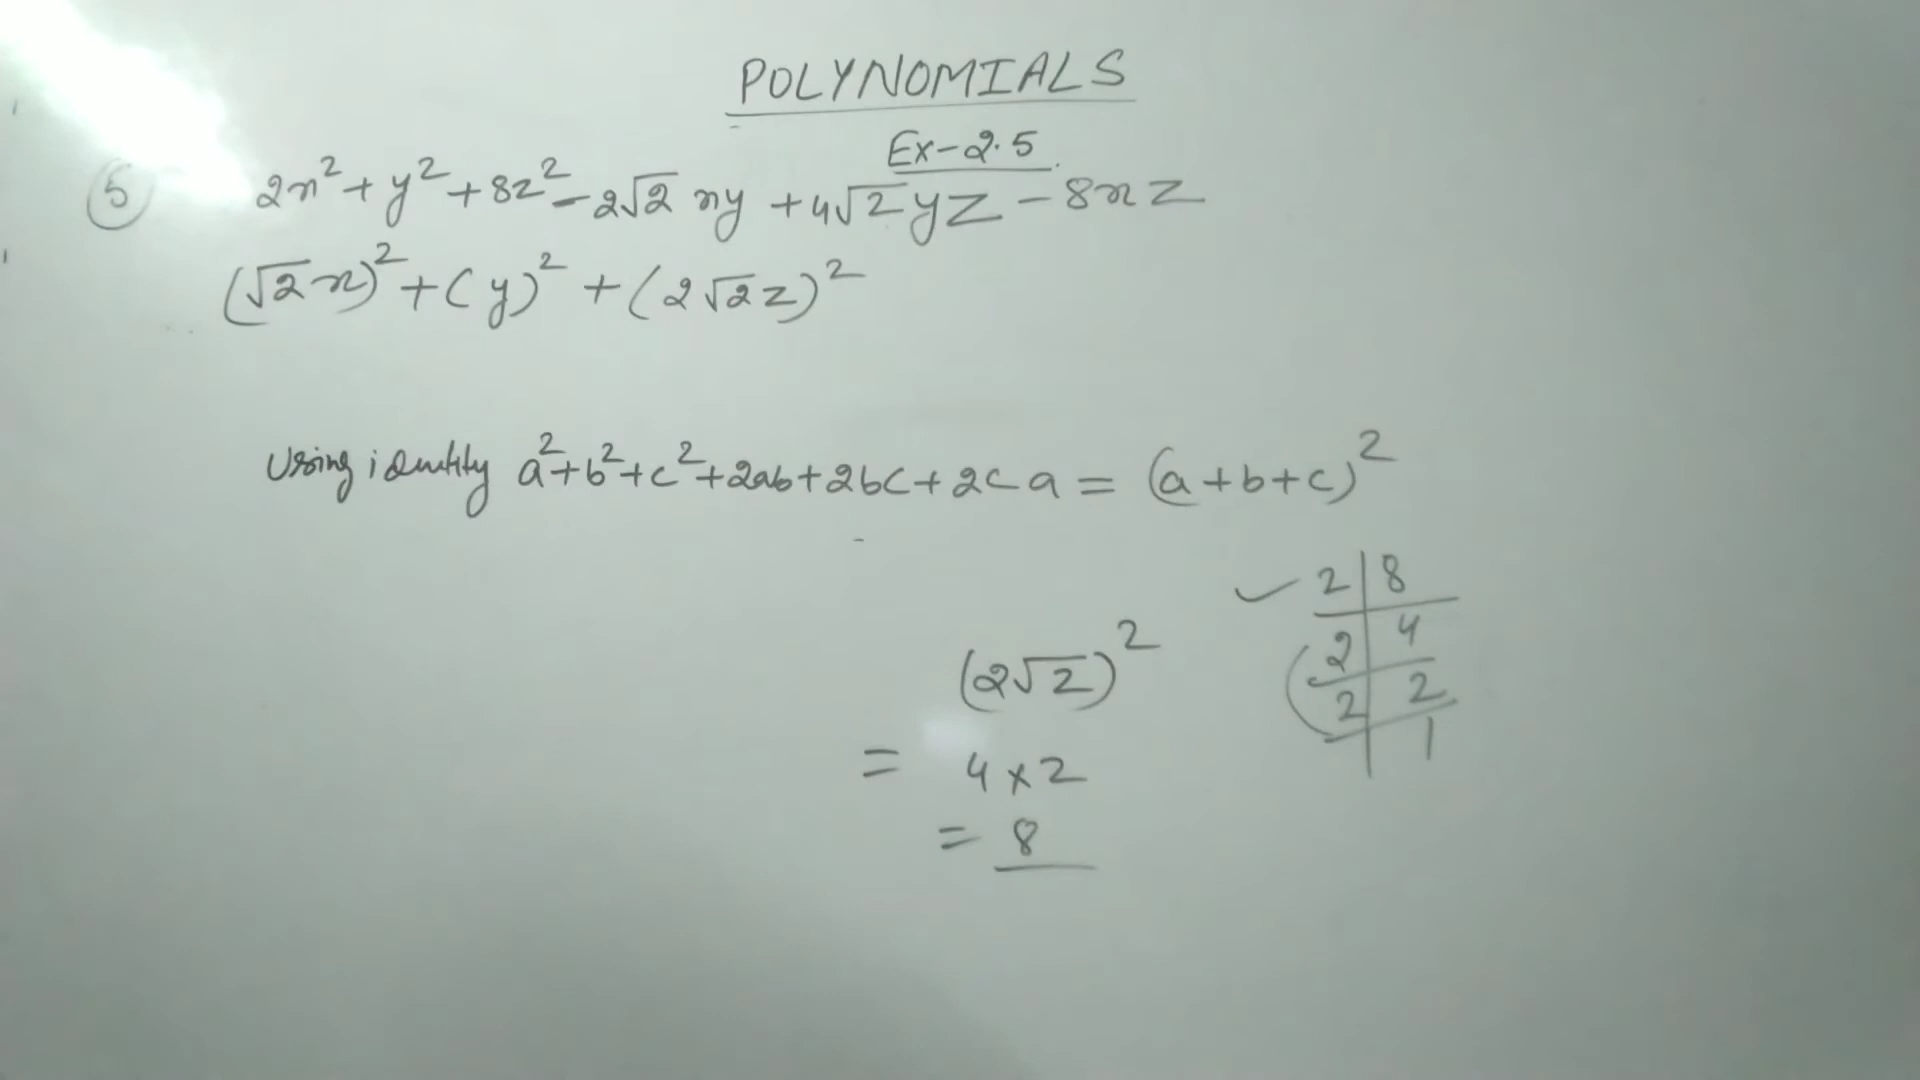 POLYNOMIALS
Ex-2.5
5 2x²+y²+8z²-2√2 xy+4√2yz-8xz
(√2x)²+(y)²+(2√2z)²
Using identity a²+b²+c²+2ab+2bc+2ca=(a+b+c)²
2 8
2 4
2 2
1
(2√2)²
= 4×2
= 8